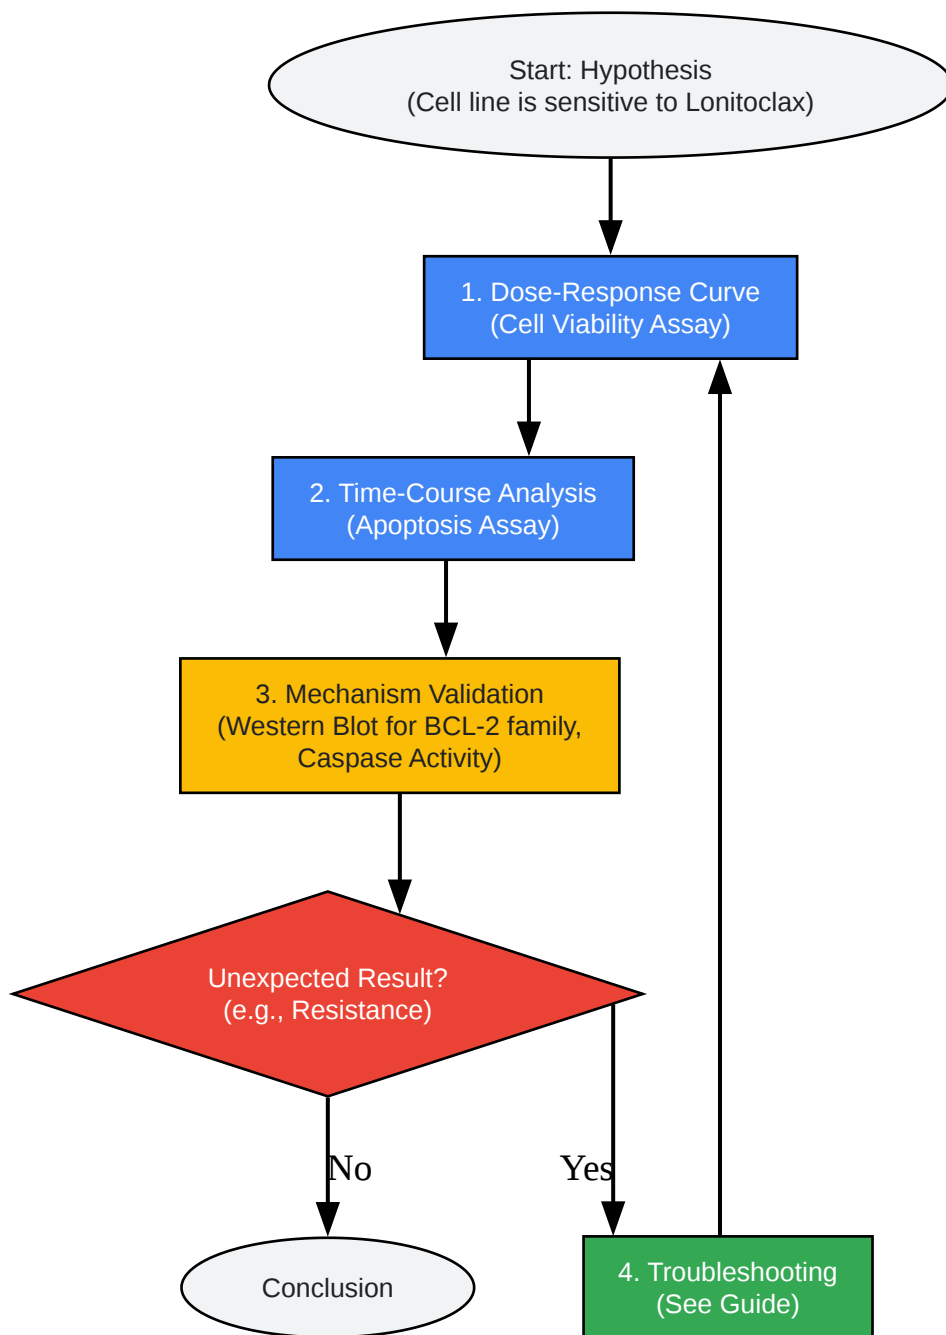 Start: Hypothesis
(Cell line is sensitive to Lonitoclax)
1. Dose-Response Curve
(Cell Viability Assay)
2. Time-Course Analysis
(Apoptosis Assay)
3. Mechanism Validation
(Western Blot for BCL-2 family,
Caspase Activity)
Unexpected Result?
(e.g., Resistance)
No
Yes
Conclusion
4. Troubleshooting
(See Guide)